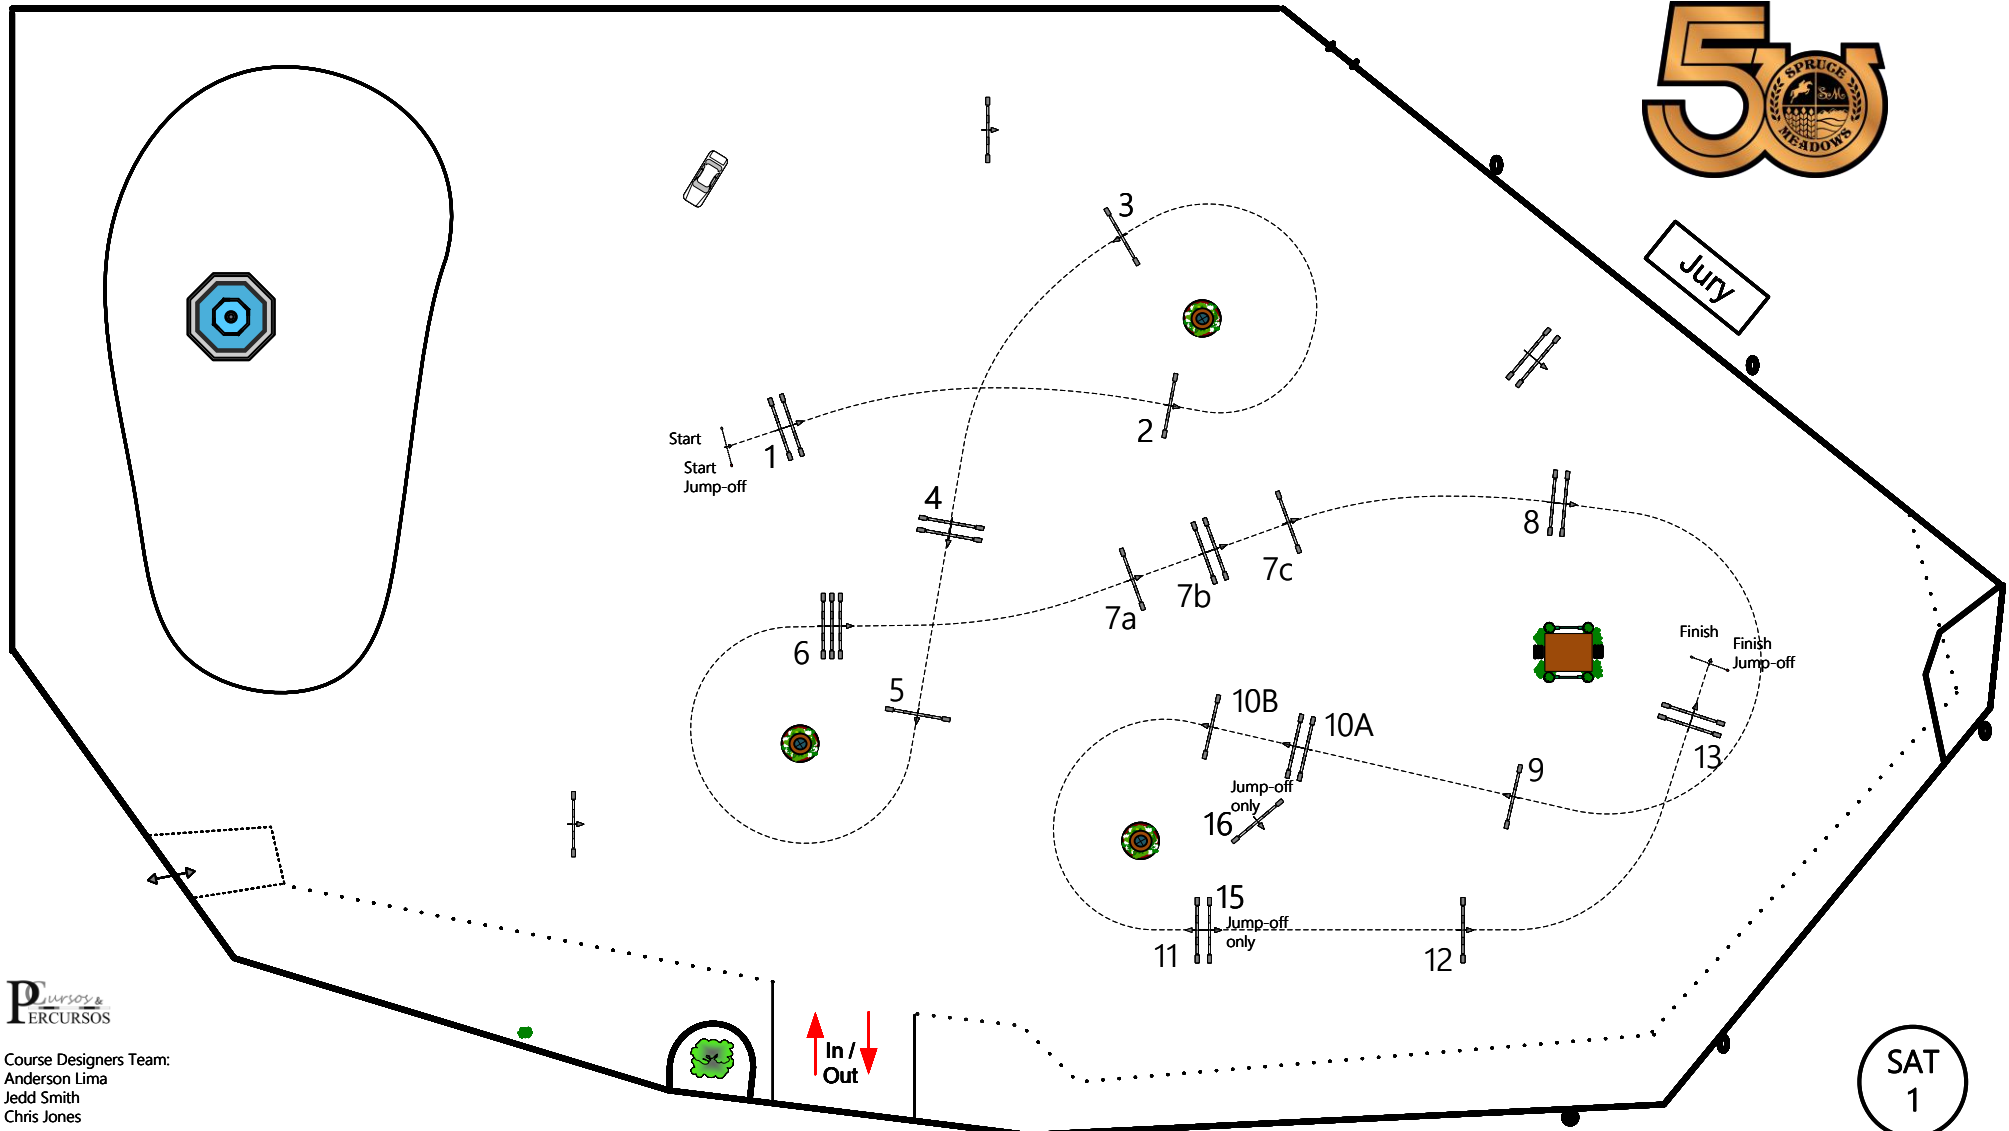 50
SPRUCE
SM
MEADOWS
Jury
3
2
Start
1
Start
Jump-off
4
8
7c
7b
7a
6
5
Finish
Finish
Jump-off
10B
10A
13
9
Jump-off
only
16
15
Jump-off
only
11
12
In /
Out
Cursos &
PERCURSOS
Course Designers Team:
Anderson Lima
Jedd Smith
Chris Jones
SAT
1